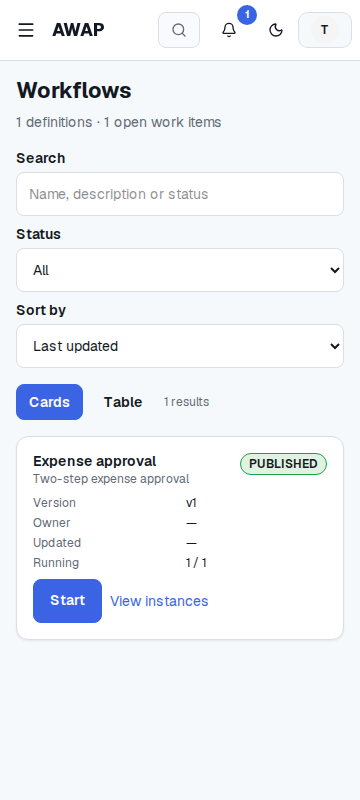 AWAP
1
T
Workflows
1 definitions · 1 open work items
Search
Name, description or status
Status
All
Sort by
Last updated
Cards
Table
1 results
Expense approval
PUBLISHED
Two-step expense approval
Version v1
Owner —
Updated —
Running 1 / 1
Start
View instances